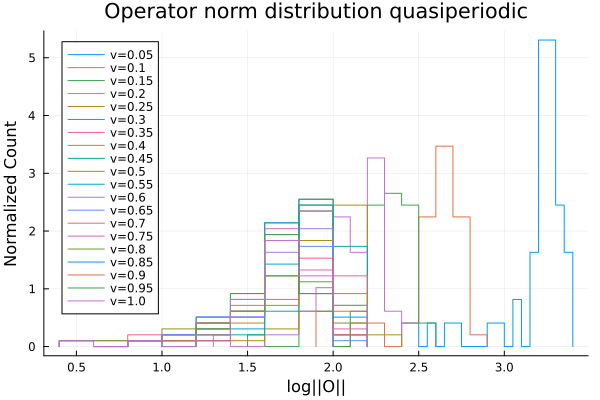 Operator norm distribution quasiperiodic
Normalized Count
5
4
3
2
1
0
v=0.05
v=0.1
v=0.15
v=0.2
v=0.25
v=0.3
v=0.35
v=0.4
v=0.45
v=0.5
v=0.55
v=0.6
v=0.65
v=0.7
v=0.75
v=0.8
v=0.85
v=0.9
v=0.95
v=1.0
0.5 1.0 1.5 2.0 2.5 3.0
log||O||